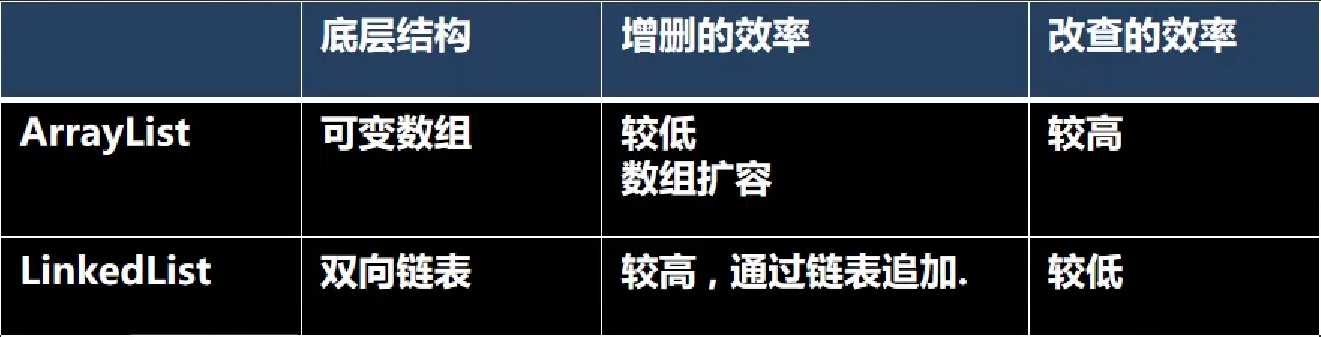 底层结构 增删的效率 改查的效率
ArrayList 可变数组 较低 较高
数组扩容
LinkedList 双向链表 较高，通过链表追加. 较低